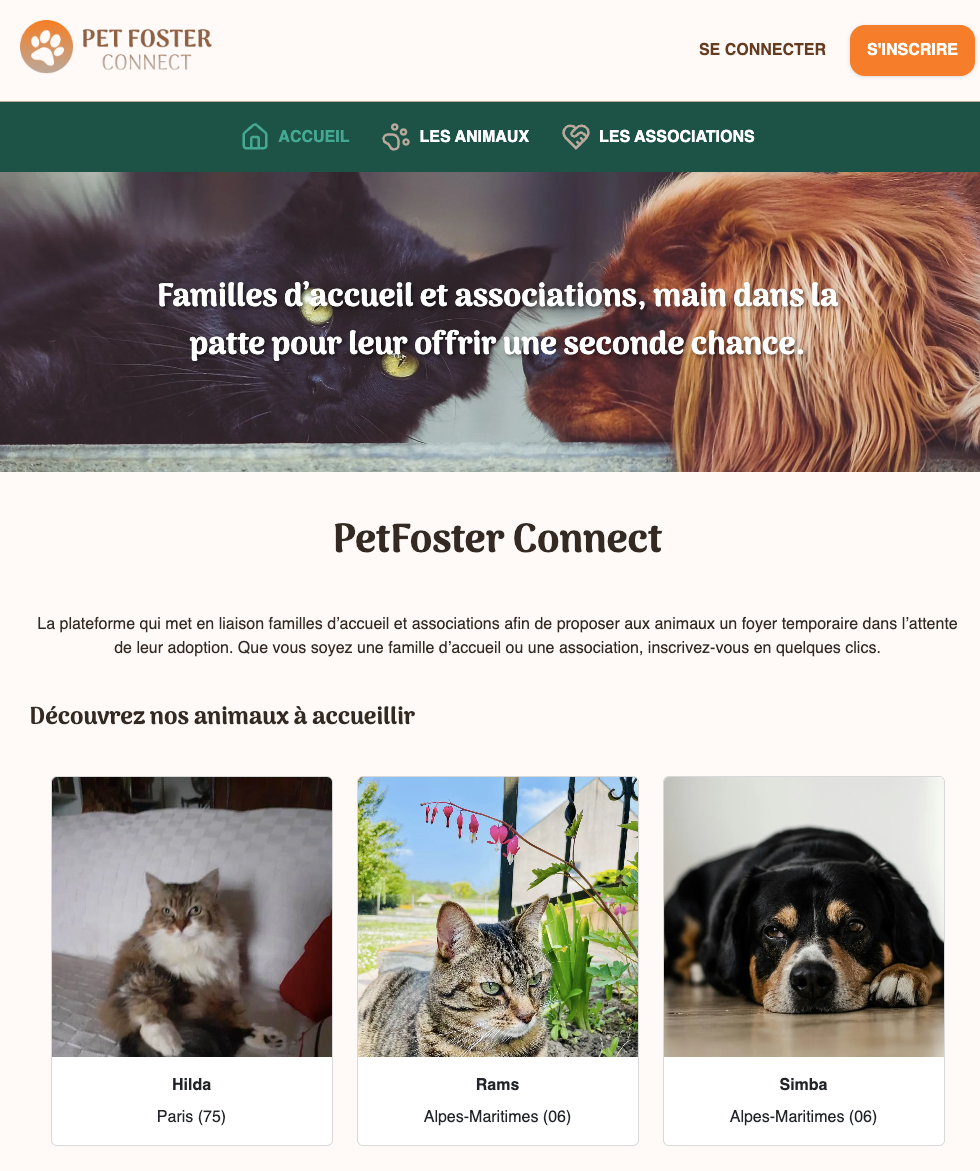 PET FOSTER
CONNECT
SE CONNECTER
S'INSCRIRE
ACCUEIL
LES ANIMAUX
LES ASSOCIATIONS
Familles d’accueil et associations, main dans la
patte pour leur offrir une seconde chance.
PetFoster Connect
La plateforme qui met en liaison familles d’accueil et associations afin de proposer aux animaux un foyer temporaire dans l’attente
de leur adoption. Que vous soyez une famille d’accueil ou une association, inscrivez-vous en quelques clics.
Découvrez nos animaux à accueillir
Hilda
Paris (75)
Rams
Alpes-Maritimes (06)
Simba
Alpes-Maritimes (06)